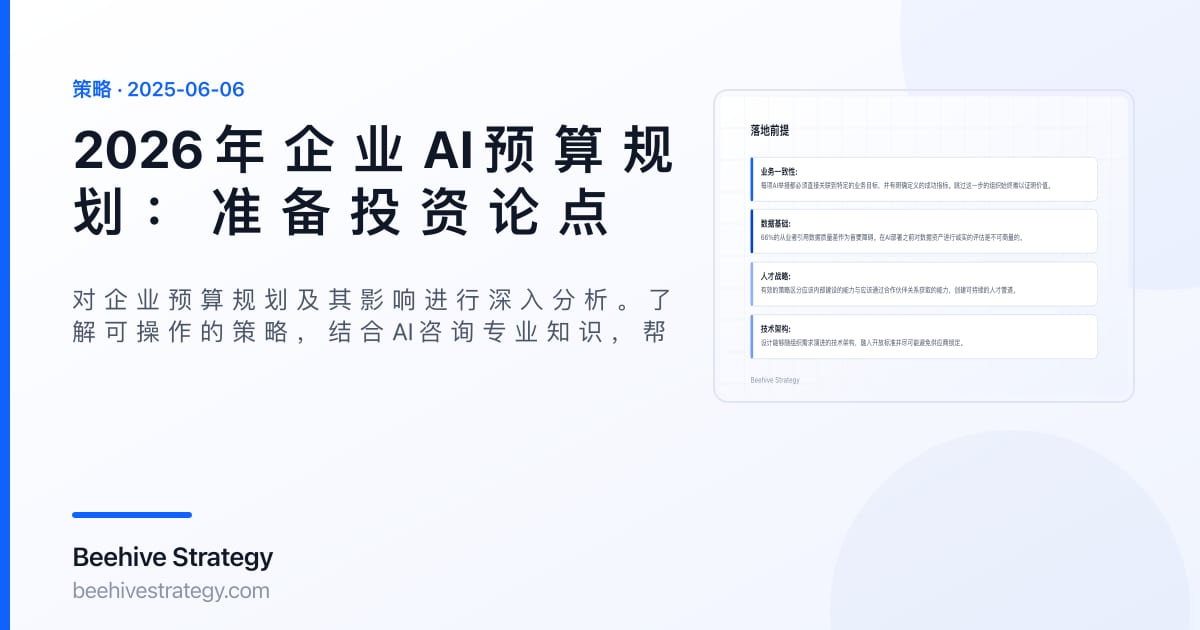 策略 · 2025-06-06
2026年企业AI预算规
划：准备投资论点
对企业预算规划及其影响进行深入分析。了
解可操作的策略，结合AI咨询专业知识，帮
Beehive Strategy
beehivestrategy.com
落地前提
业务一致性:
每项AI举措都必须直接关联到特定的业务目标，并有明确定义的成功指标。跳过这一步的组织始终难以证明价值。
数据基础:
66%的从业者引用数据质量差作为首要障碍。在AI部署之前对数据资产进行诚实的评估是不可商量的。
人才战略:
有效的策略区分应该内部建设的能力与应该通过合作伙伴关系获取的能力，创建可持续的人才管道。
技术架构:
设计能够随组织需求演进的技术架构，融入开放标准并尽可能避免供应商锁定。
Beehive Strategy